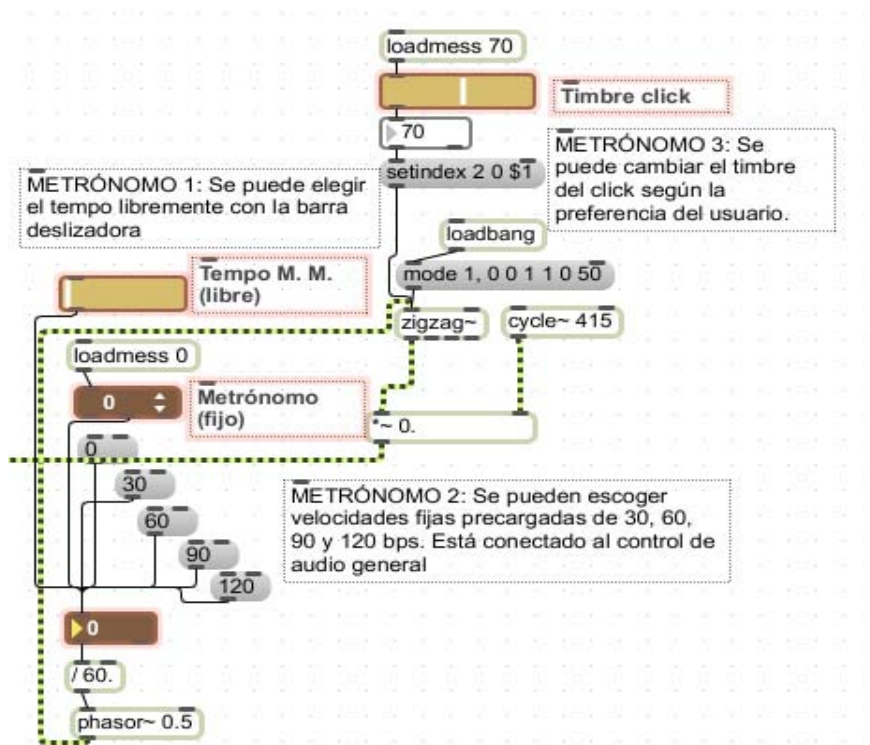 loadmess 70
Timbre click
70
METRÓNOMO 3: Se
puede cambiar el timbre
del click según la
preferencia del usuario.
setindex 2 0 $1
METRÓNOMO 1: Se puede elegir
el tempo libremente con la barra
deslizadora
loadbang
mode 1, 0 0 1 1 0 50
Tempo M. M.
(libre)
zigzag~
cycle~ 415
loadmess 0
0
Metrónomo
(fijo)
*~ 0.
0
30
60
90
120
METRÓNOMO 2: Se pueden escoger
velocidades fijas precargadas de 30, 60,
90 y 120 bps. Está conectado al control de
audio general
0
/ 60.
phasor~ 0.5